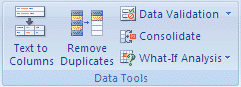 Text to
Columns
Remove
Duplicates
Data Validation
Consolidate
What-If Analysis
Data Tools